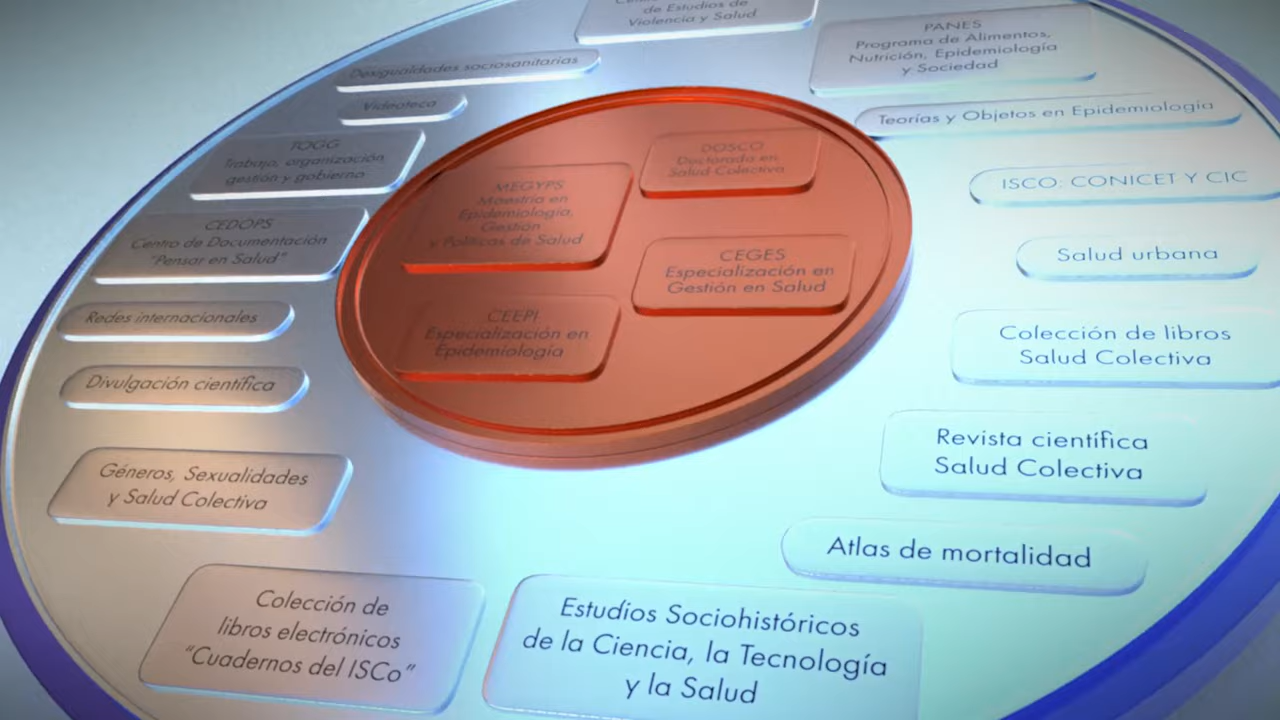 de Estudios de
Violencia y Salud
PANES
Programa de Alimentos,
Nutrición, Epidemiología
y Sociedad
Desigualdades sociosanitarias
Videoteca
Teorías y Objetos en Epidemiología
TOGG
Trabajo, organización
gestión y gobierno
ISCO: CONICET Y CIC
CEDOPS
Centro de Documentación
"Pensar en Salud"
Salud urbana
Redes internacionales
Colección de libros
Salud Colectiva
Divulgación científica
Revista científica
Salud Colectiva
Géneros, Sexualidades
y Salud Colectiva
Atlas de mortalidad
Colección de
libros electrónicos
“Cuadernos del ISCo”
Estudios Sociohistóricos
de la Ciencia, la Tecnología
y la Salud
DOSCO
Doctorado en
Salud Colectiva
MEGYPS
Maestría en
Epidemiología,
Gestión
y Políticas de Salud
CEGES
Especialización en
Gestión en Salud
CEEPI
Especialización en
Epidemiología